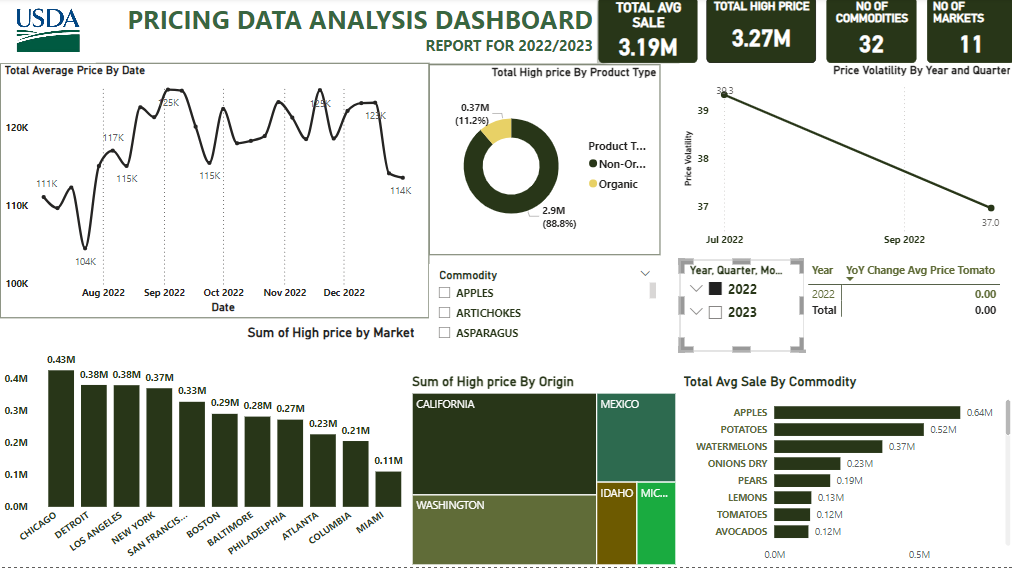 USDA
PRICING DATA ANALYSIS DASHBOARD
REPORT FOR 2022/2023
TOTAL AVG
SALE
3.19M
TOTAL HIGH PRICE
3.27M
NO OF
COMMODITIES
32
NO OF
MARKETS
11
Total Average Price By Date
120K
110K
100K
111K
104K
117K
115K
125K
115K
125K
123K
114K
Aug 2022
Sep 2022
Oct 2022
Nov 2022
Dec 2022
Date
Total High price By Product Type
0.37M
(11.2%)
2.9M
(88.8%)
Product T...
Non-Or...
Organic
Price Volatility By Year and Quarter
Price Volatility
39
38
37
39.3
37.0
Jul 2022
Sep 2022
Commodity
APPLES
ARTICHOKES
ASPARAGUS
Year, Quarter, Mo...
2022
2023
Year YoY Change Avg Price Tomato
2022 0.00
Total 0.00
Sum of High price by Market
0.4M
0.3M
0.2M
0.1M
0.0M
0.43M
0.38M
0.38M
0.37M
0.33M
0.29M
0.28M
0.27M
0.23M
0.21M
0.11M
CHICAGO
DETROIT
LOS ANGELES
NEW YORK
SAN FRANCIS...
BOSTON
BALTIMORE
PHILADELPHIA
ATLANTA
COLUMBIA
MIAMI
Sum of High price By Origin
CALIFORNIA
WASHINGTON
MEXICO
IDAHO
MIC...
Total Avg Sale By Commodity
APPLES 0.64M
POTATOES 0.52M
WATERMELONS 0.37M
ONIONS DRY 0.23M
PEARS 0.19M
LEMONS 0.13M
TOMATOES 0.12M
AVOCADOS 0.12M
0.0M
0.5M